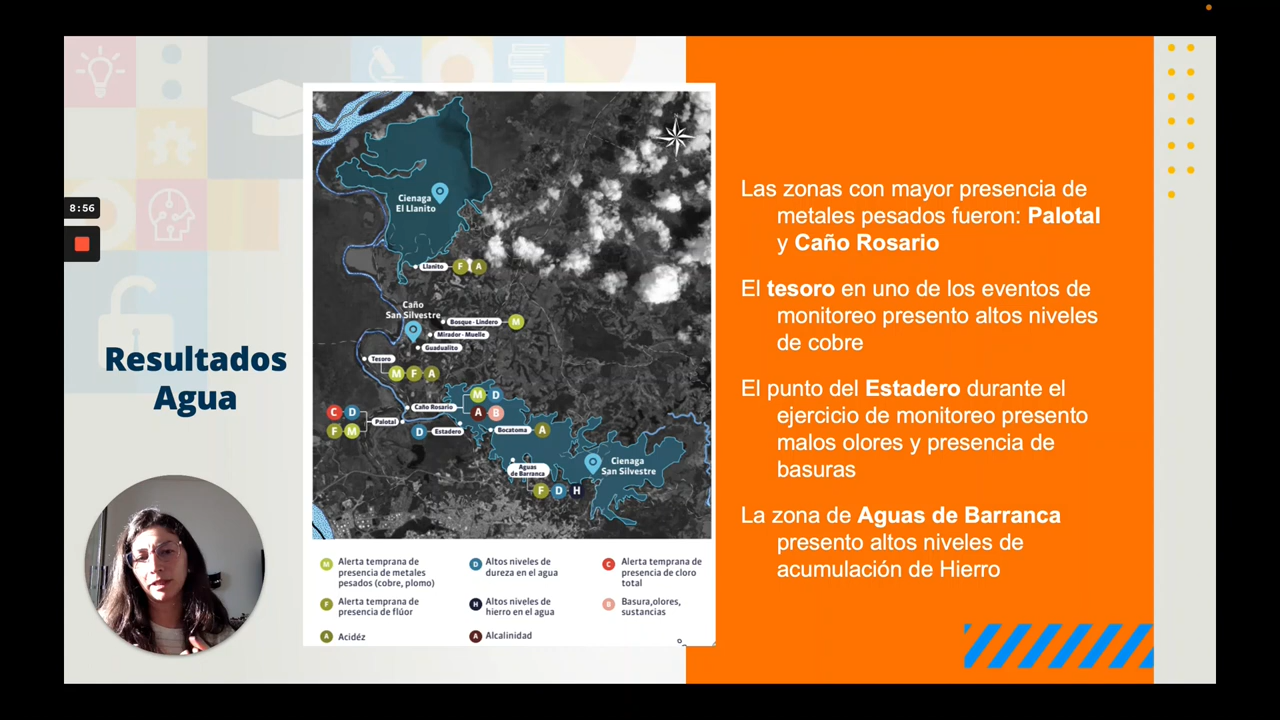 8:56
Resultados
Agua
Cienaga
El Llanito
Llanito
F A
Caño
San Silvestre
Bosque - Lindero
M
Mirador - Muelle
Guadualito
Tesoro
M F A
Caño Rosario
M D
A B
C D
Palotal
F M
D
Estadero
Bocatoma
A
Aguas
de Barranca
F D H
Cienaga
San Silvestre
M Alerta temprana de
presencia de metales
pesados (cobre, plomo)
D Altos niveles de
dureza en el agua
C Alerta temprana de
presencia de cloro
total
F Alerta temprana de
presencia de flúor
H Altos niveles de
hierro en el agua
B Basura,olores,
sustancias
A Acidéz
A Alcalinidad
Las zonas con mayor presencia de
metales pesados fueron: Palotal
y Caño Rosario
El tesoro en uno de los eventos de
monitoreo presento altos niveles
de cobre
El punto del Estadero durante el
ejercicio de monitoreo presento
malos olores y presencia de
basuras
La zona de Aguas de Barranca
presento altos niveles de
acumulación de Hierro